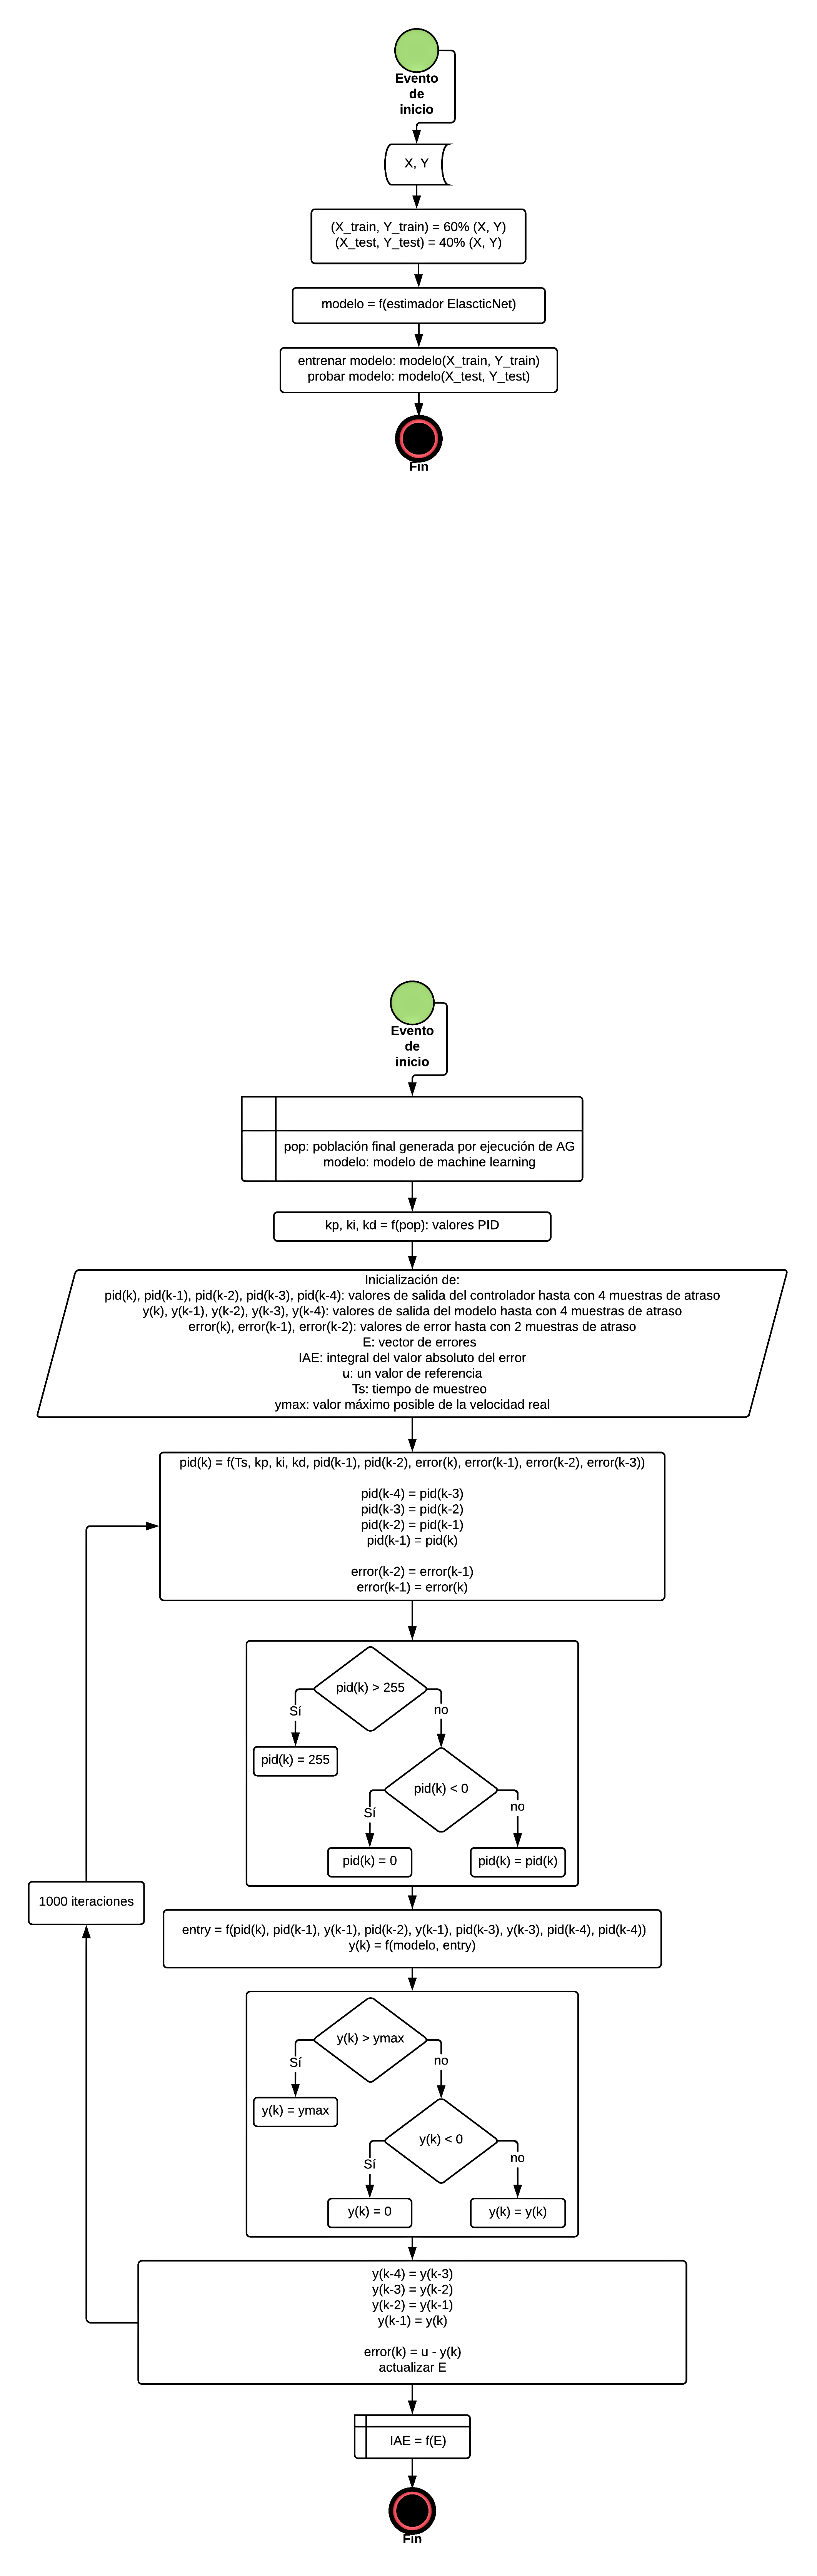 Evento
de
inicio
X, Y
(X_train, Y_train) = 60% (X, Y)
(X_test, Y_test) = 40% (X, Y)
modelo = f(estimador ElascticNet)
entrenar modelo: modelo(X_train, Y_train)
probar modelo: modelo(X_test, Y_test)
Fin
Evento
de
inicio
pop: población final generada por ejecución de AG
modelo: modelo de machine learning
kp, ki, kd = f(pop): valores PID
Inicialización de:
pid(k), pid(k-1), pid(k-2), pid(k-3), pid(k-4): valores de salida del controlador hasta con 4 muestras de atraso
y(k), y(k-1), y(k-2), y(k-3), y(k-4): valores de salida del modelo hasta con 4 muestras de atraso
error(k), error(k-1), error(k-2): valores de error hasta con 2 muestras de atraso
E: vector de errores
IAE: integral del valor absoluto del error
u: un valor de referencia
Ts: tiempo de muestreo
ymax: valor máximo posible de la velocidad real
pid(k) = f(Ts, kp, ki, kd, pid(k-1), pid(k-2), error(k), error(k-1), error(k-2), error(k-3))
pid(k-4) = pid(k-3)
pid(k-3) = pid(k-2)
pid(k-2) = pid(k-1)
pid(k-1) = pid(k)
error(k-2) = error(k-1)
error(k-1) = error(k)
pid(k) > 255
Sí
no
pid(k) = 255
pid(k) < 0
Sí
no
pid(k) = 0
pid(k) = pid(k)
1000 iteraciones
entry = f(pid(k), pid(k-1), y(k-1), pid(k-2), y(k-1), pid(k-3), y(k-3), pid(k-4), pid(k-4))
y(k) = f(modelo, entry)
y(k) > ymax
Sí
no
y(k) = ymax
y(k) < 0
Sí
no
y(k) = 0
y(k) = y(k)
y(k-4) = y(k-3)
y(k-3) = y(k-2)
y(k-2) = y(k-1)
y(k-1) = y(k)
error(k) = u - y(k)
actualizar E
IAE = f(E)
Fin